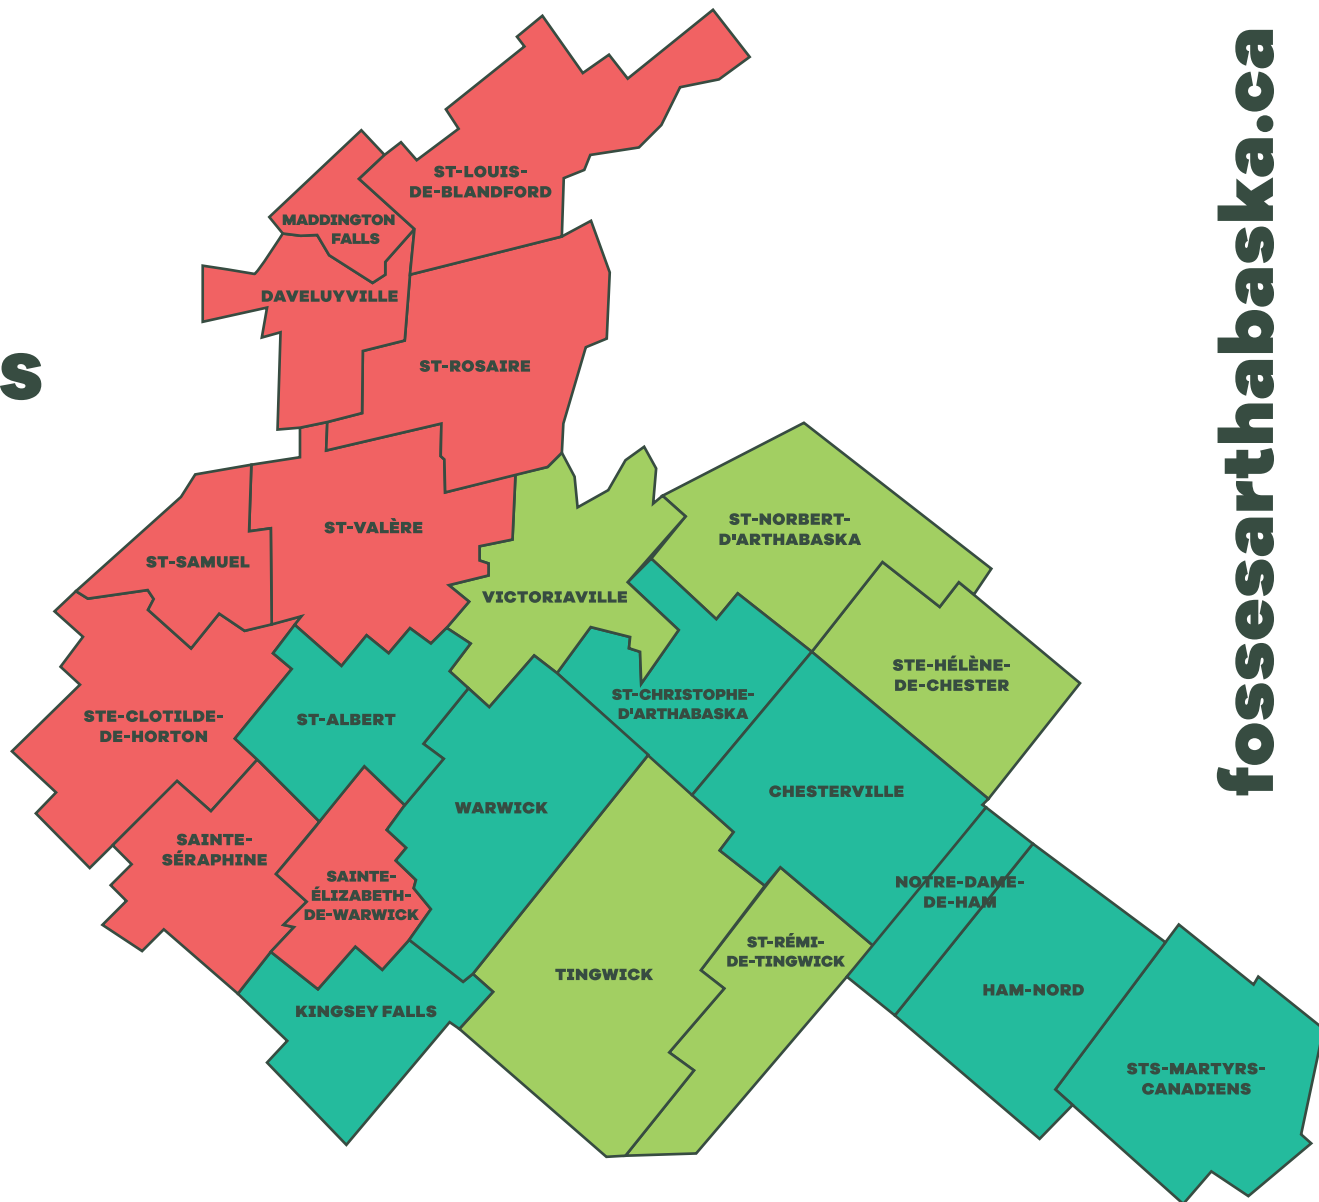 ST-LOUIS-
DE-BLANDFORD
MADDINGTON
FALLS
DAVELUYVILLE
ST-ROSAIRE
s
ST-VALÈRE
ST-SAMUEL
VICTORIAVILLE
ST-NORBERT-
D'ARTHABASKA
STE-HÉLÈNE-
DE-CHESTER
ST-CHRISTOPHE-
D'ARTHABASKA
STE-CLOTILDE-
DE-HORTON
ST-ALBERT
WARWICK
CHESTERVILLE
SAINTE-
SÉRAPHINE
SAINTE-
ÉLIZABETH-
DE-WARWICK
NOTRE-DAME-
DE-HAM
ST-RÉMI-
DE-TINGWICK
TINGWICK
HAM-NORD
KINGSEY FALLS
STS-MARTYRS-
CANADIENS
fossesarthabaska.ca